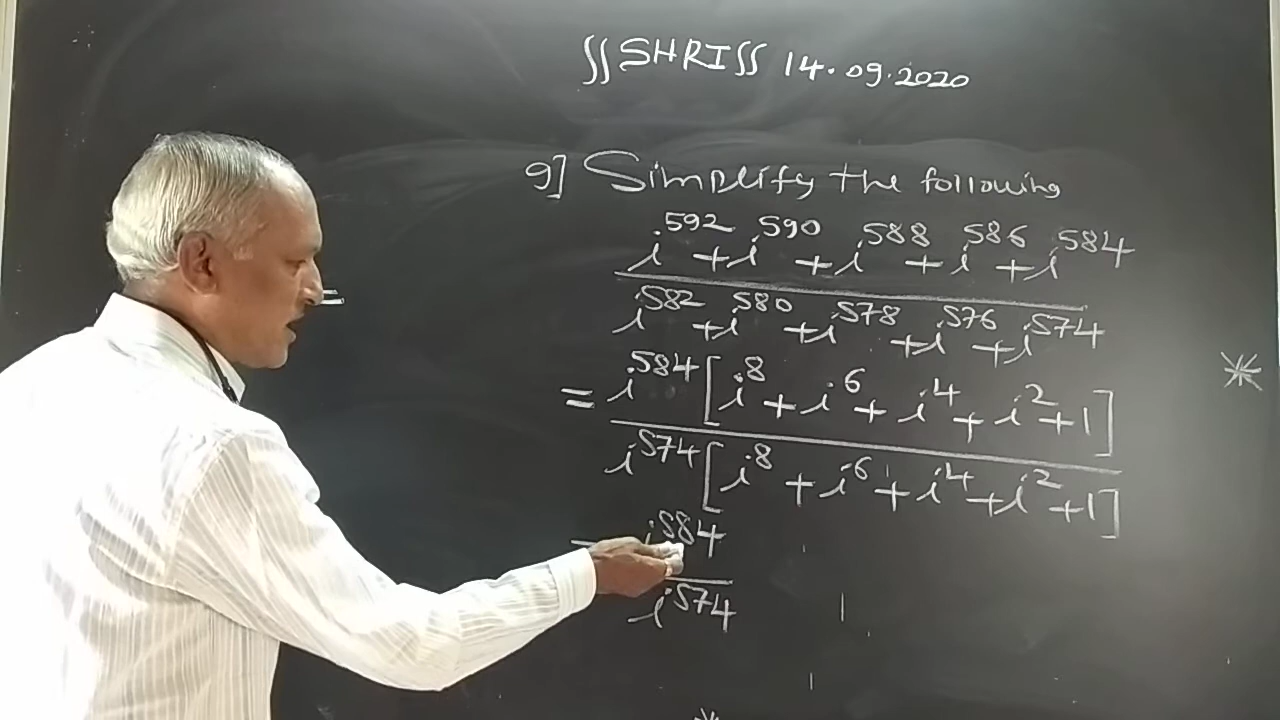 ∬ SHRI ∬ 14.09.2020
9] Simplify the following
i^592 + i^590 + i^588 + i^586 + i^584
i^582 + i^580 + i^578 + i^576 + i^574
= i^584 [i^8 + i^6 + i^4 + i^2 + 1]
i^574 [i^8 + i^6 + i^4 + i^2 + 1]
= i^584
i^574
=